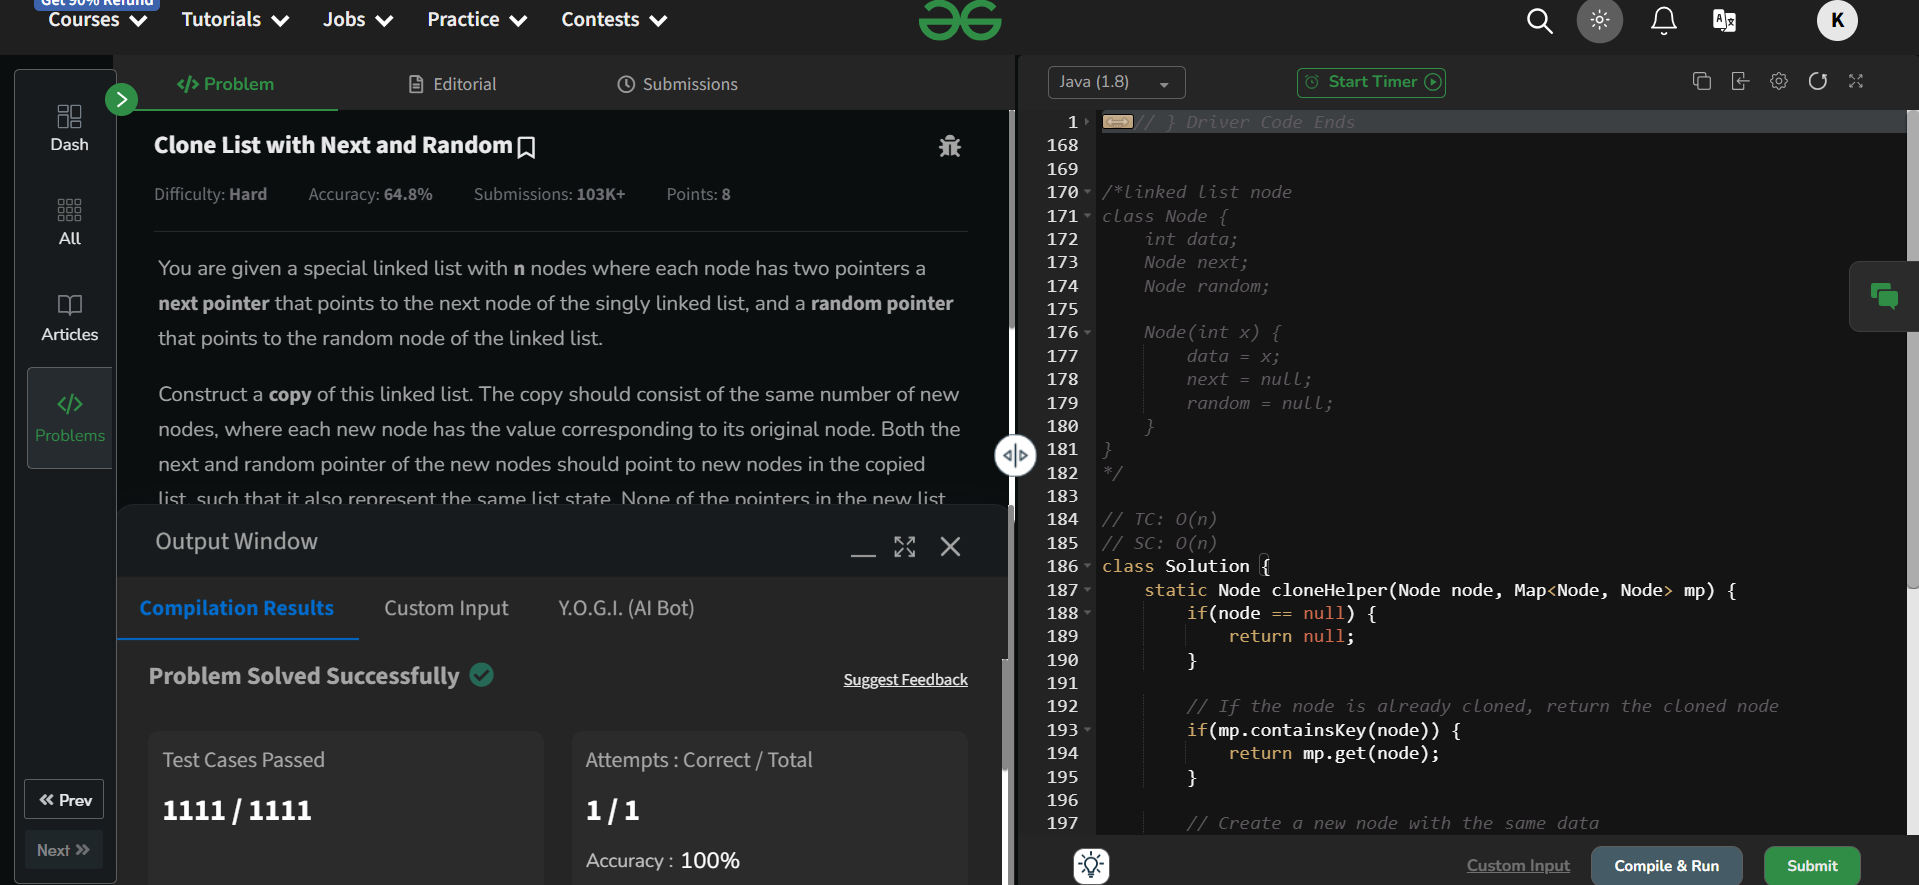 Get 90% Refund
Courses
Tutorials
Jobs
Practice
Contests
K
Dash
All
Articles
</> Problems
Prev
Next
</> Problem
Editorial
Submissions
Clone List with Next and Random
Difficulty: Hard
Accuracy: 64.8%
Submissions: 103K+
Points: 8
You are given a special linked list with n nodes where each node has two pointers a
next pointer that points to the next node of the singly linked list, and a random pointer
that points to the random node of the linked list.
Construct a copy of this linked list. The copy should consist of the same number of new
nodes, where each new node has the value corresponding to its original node. Both the
next and random pointer of the new nodes should point to new nodes in the copied
list, such that it also represent the same list state. None of the pointers in the new list
Output Window
Compilation Results
Custom Input
Y.O.G.I. (AI Bot)
Problem Solved Successfully
Suggest Feedback
Test Cases Passed
1111 / 1111
Attempts : Correct / Total
1 / 1
Accuracy : 100%
Java (1.8)
Start Timer
1 // } Driver Code Ends
168
169
170 /*linked list node
171 class Node {
172 int data;
173 Node next;
174 Node random;
175
176 Node(int x) {
177 data = x;
178 next = null;
179 random = null;
180 }
181 }
182 */
183
184 // TC: O(n)
185 // SC: O(n)
186 class Solution {
187 static Node cloneHelper(Node node, Map<Node, Node> mp) {
188 if(node == null) {
189 return null;
190 }
191
192 // If the node is already cloned, return the cloned node
193 if(mp.containsKey(node)) {
194 return mp.get(node);
195 }
196
197 // Create a new node with the same data
Custom Input
Compile & Run
Submit